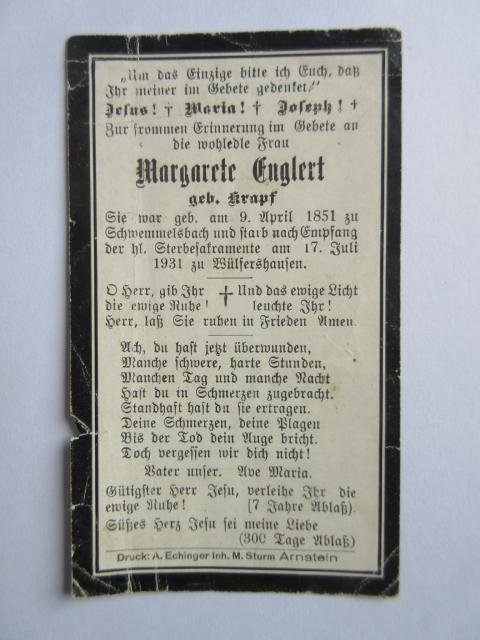 „Um das Einzige bitte ich Euch, daß
Ihr meiner im Gebete gedenket."
Jesus! † Maria! † Joseph! †
Zur frommen Erinnerung im Gebete an
die wohledle Frau
Margarete Englert
geb. Krapf
Sie war geb. am 9. April 1851 zu
Schwemmelsbach und starb nach Empfang
der hl. Sterbesakramente am 17. Juli
1931 zu Wülfershausen.
O Herr, gib Ihr † Und das ewige Licht
die ewige Ruhe! leuchte Ihr!
Herr, laß Sie ruhen in Frieden Amen.
Ach, du hast jetzt überwunden,
Manche schwere, harte Stunden,
Manchen Tag und manche Nacht
Hast du in Schmerzen zugebracht.
Standhaft hast du sie ertragen.
Deine Schmerzen, deine Plagen
Bis der Tod dein Auge bricht.
Doch vergessen wir dich nicht!
Vater unser. Ave Maria.
Gütigster Herr Jesu, verleihe Ihr die
ewige Ruhe! [7 Jahre Ablaß).
Süßes Herz Jesu sei meine Liebe
(300 Tage Ablaß)
Druck: A. Echinger Inh. M. Sturm Arnstein